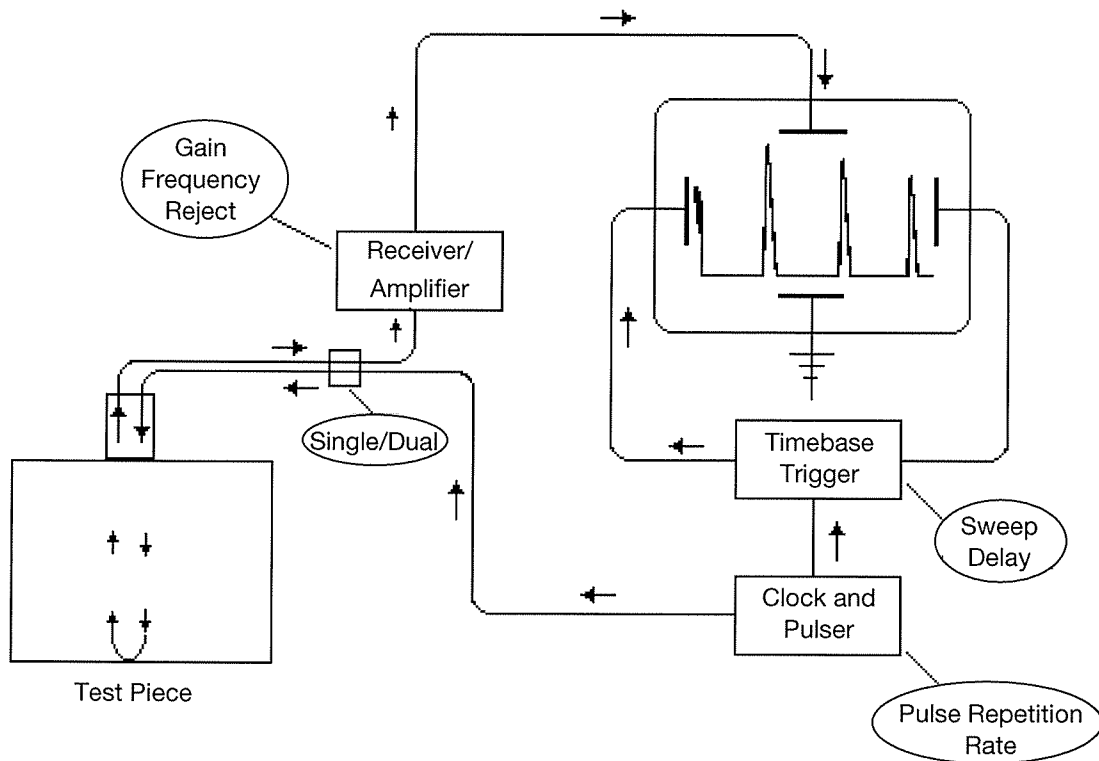 Gain
Frequency
Reject
Receiver/
Amplifier
Single/Dual
Timebase
Trigger
Sweep
Delay
Clock and
Pulser
Test Piece
Pulse Repetition
Rate